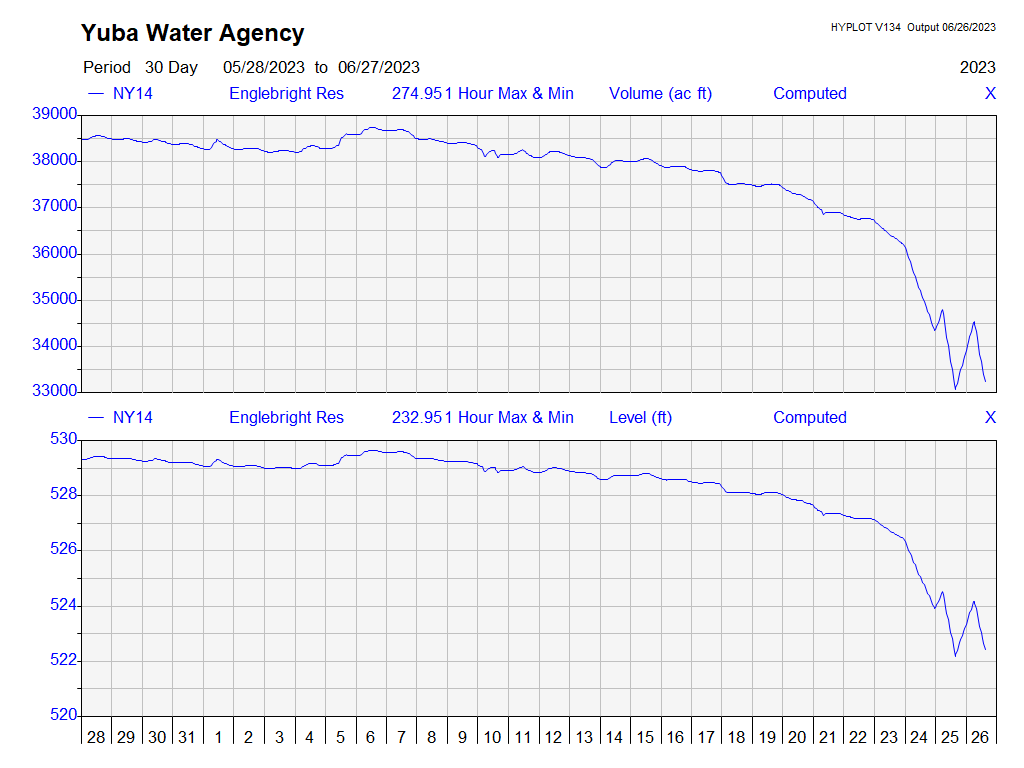 Yuba Water Agency
HYPLOT V134 Output 06/26/2023
Period 30 Day 05/28/2023 to 06/27/2023 2023
NY14 Englebright Res 274.951 Hour Max & Min Volume (ac ft) Computed X
39000
38000
37000
36000
35000
34000
33000
NY14 Englebright Res 232.951 Hour Max & Min Level (ft) Computed X
530
528
526
524
522
520
28 29 30 31 1 2 3 4 5 6 7 8 9 10 11 12 13 14 15 16 17 18 19 20 21 22 23 24 25 26